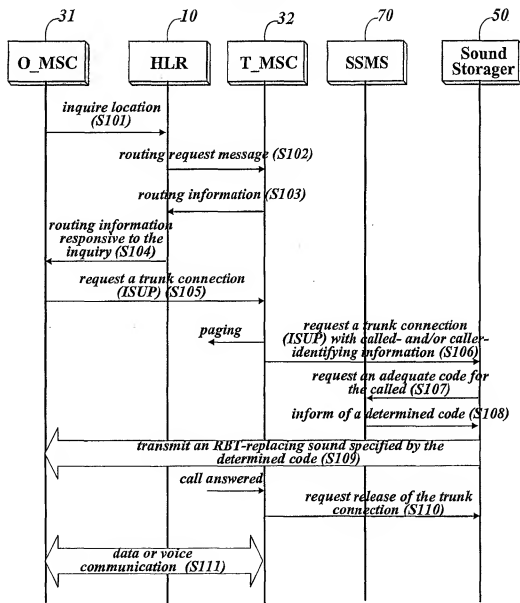 31
10
32
70
50
O_MSC
HLR
T_MSC
SSMS
Sound
Storager
inquire location
(S101)
routing request message (S102)
routing information (S103)
routing information
responsive to the
inquiry (S104)
request a trunk connection
(ISUP) (S105)
paging
request a trunk connection
(ISUP) with called- and/or caller-
identifying information (S106)
request an adequate code for
the called (S107)
inform of a determined code (S108)
transmit an RBT-replacing sound specified by the
determined code (S109)
call answered
request release of the trunk
connection (S110)
data or voice
communication (S111)